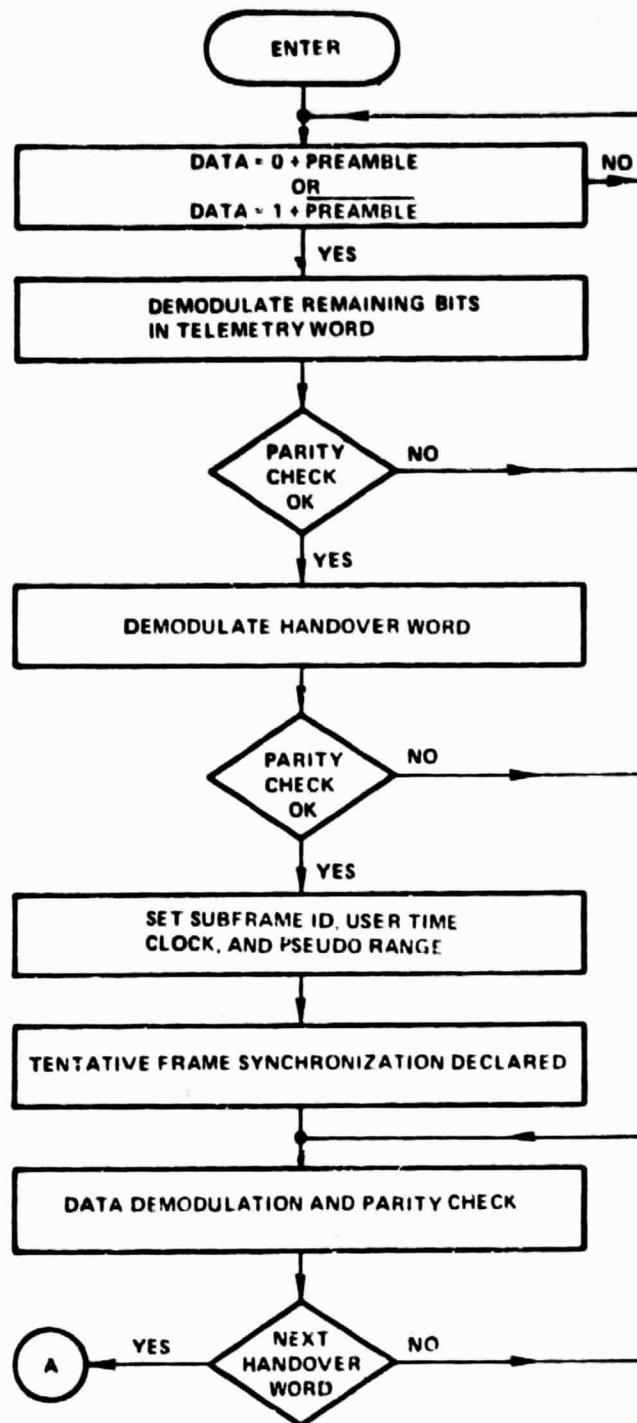 ENTER
DATA = 0 + PREAMBLE
NO
OR
DATA = 1 + PREAMBLE
YES
DEMODULATE REMAINING BITS
IN TELEMETRY WORD
PARITY
CHECK
OK
NO
YES
DEMODULATE HANDOVER WORD
PARITY
CHECK
OK
NO
YES
SET SUBFRAME ID, USER TIME
CLOCK, AND PSEUDO RANGE
TENTATIVE FRAME SYNCHRONIZATION DECLARED
DATA DEMODULATION AND PARITY CHECK
A
YES
NEXT
HANDOVER
WORD
NO